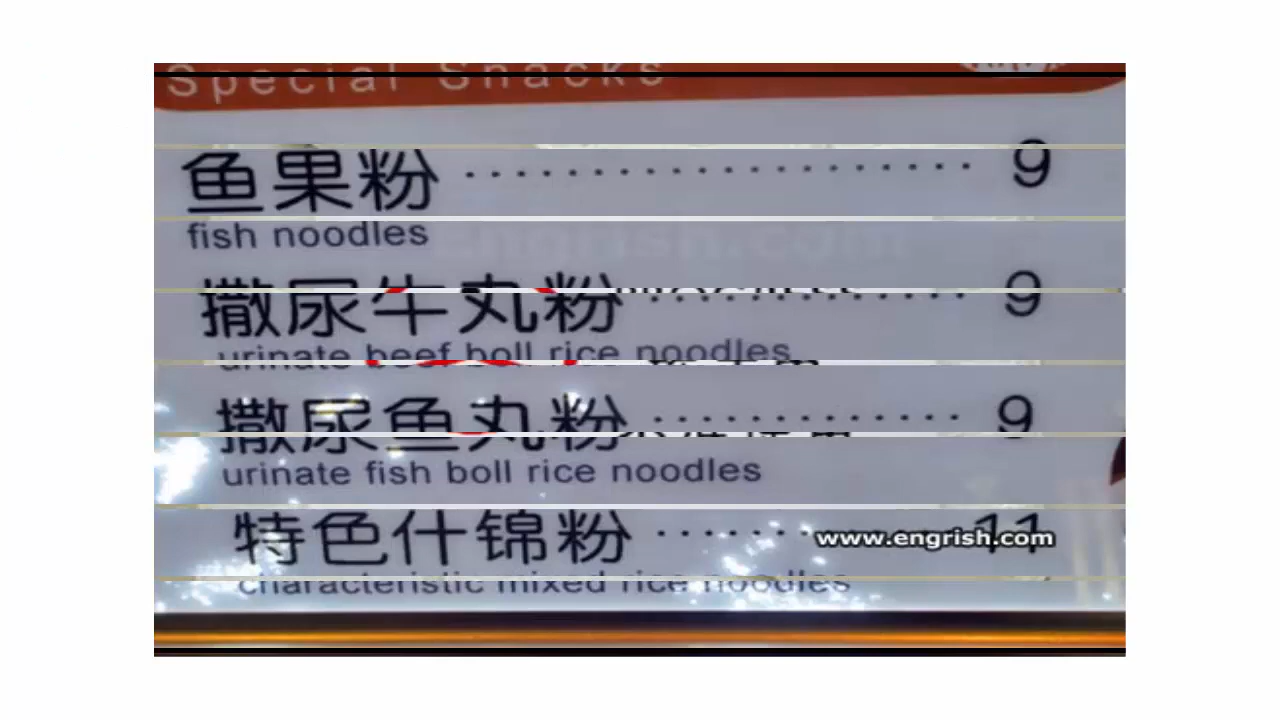 Special Snacks
鱼果粉 ···················· 9
fish noodles
撒尿牛丸粉 ··············· 9
urinate beef boll rice noodles
撒尿鱼丸粉 ·············· 9
urinate fish boll rice noodles
特色什锦粉 ······· 11
www.engrish.com
characteristic mixed rice noodles